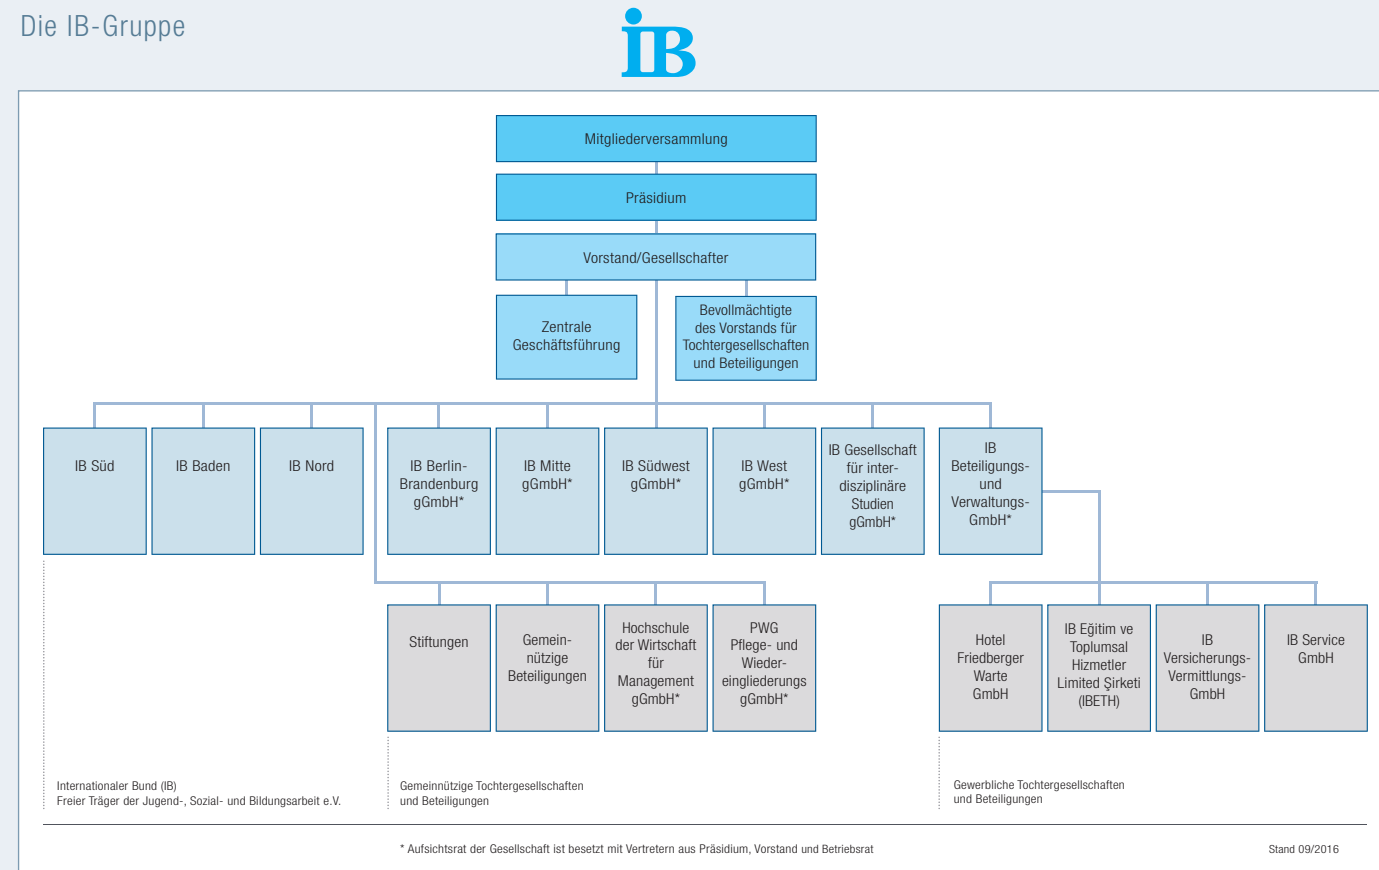 Die IB-Gruppe
iB
Mitgliederversammlung
Präsidium
Vorstand/Gesellschafter
Zentrale
Geschäftsführung
Bevollmächtigte
des Vorstands für
Tochtergesellschaften
und Beteiligungen
IB Süd
IB Baden
IB Nord
IB Berlin-
Brandenburg
gGmbH*
IB Mitte
gGmbH*
IB Südwest
gGmbH*
IB West
gGmbH*
IB Gesellschaft
für inter-
disziplinäre
Studien
gGmbH*
IB
Beteiligungs-
und
Verwaltungs-
GmbH*
Stiftungen
Gemein-
nützige
Beteiligungen
Hochschule
der Wirtschaft
für
Management
gGmbH*
PWG
Pflege- und
Wieder-
eingliederungs
gGmbH*
Hotel
Friedberger
Warte
GmbH
IB Eğitim ve
Toplumsal
Hizmetler
Limited Şirketi
(IBETH)
IB
Versicherungs-
Vermittlungs-
GmbH
IB Service
GmbH
Internationaler Bund (IB)
Freier Träger der Jugend-, Sozial- und Bildungsarbeit e.V.
Gemeinnützige Tochtergesellschaften
und Beteiligungen
Gewerbliche Tochtergesellschaften
und Beteiligungen
* Aufsichtsrat der Gesellschaft ist besetzt mit Vertretern aus Präsidium, Vorstand und Betriebsrat
Stand 09/2016